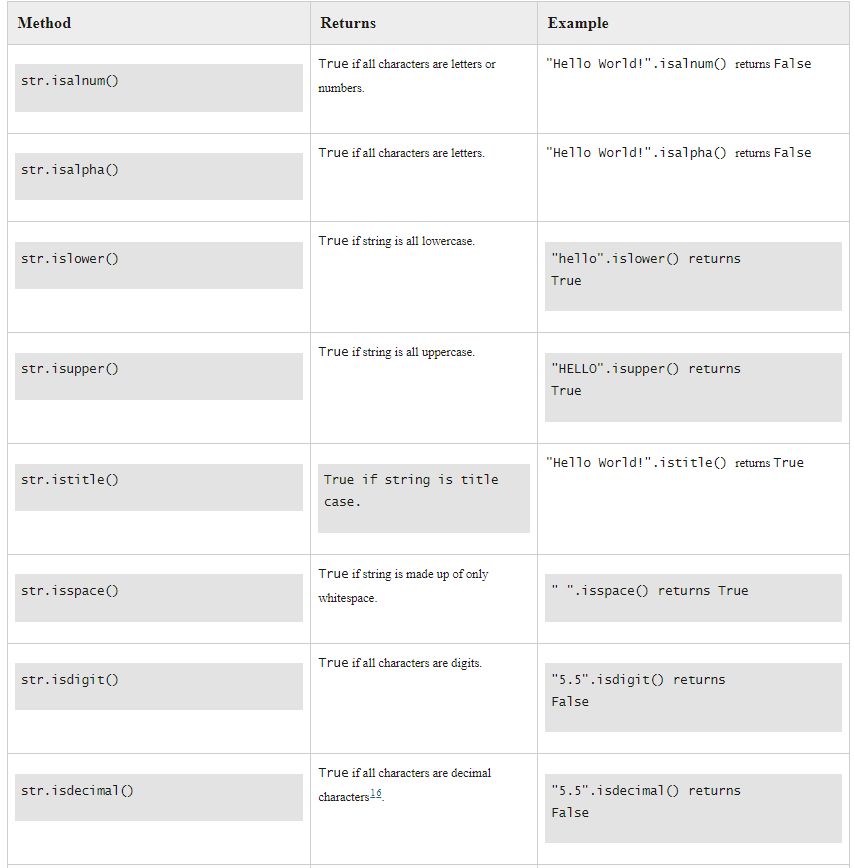 Method Returns Example
str.isalnum()
True if all characters are letters or
numbers.
"Hello World!".isalnum() returns False
str.isalpha()
True if all characters are letters.
"Hello World!".isalpha() returns False
str.islower()
True if string is all lowercase.
"hello".islower() returns
True
str.isupper()
True if string is all uppercase.
"HELLO".isupper() returns
True
str.istitle()
True if string is title
case.
"Hello World!".istitle() returns True
str.isspace()
True if string is made up of only
whitespace.
" ".isspace() returns True
str.isdigit()
True if all characters are digits.
"5.5".isdigit() returns
False
str.isdecimal()
True if all characters are decimal
characters16.
"5.5".isdecimal() returns
False